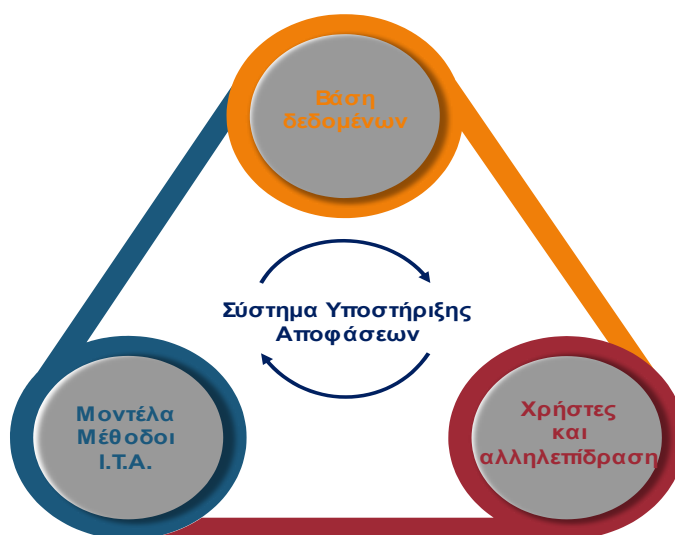 Βάση
δεδομένων
Σύστημα Υποστήριξης
Αποφάσεων
Μοντέλα
Μέθοδοι
Ι.Τ.Α.
Χρήστες
και
αλληλεπίδραση